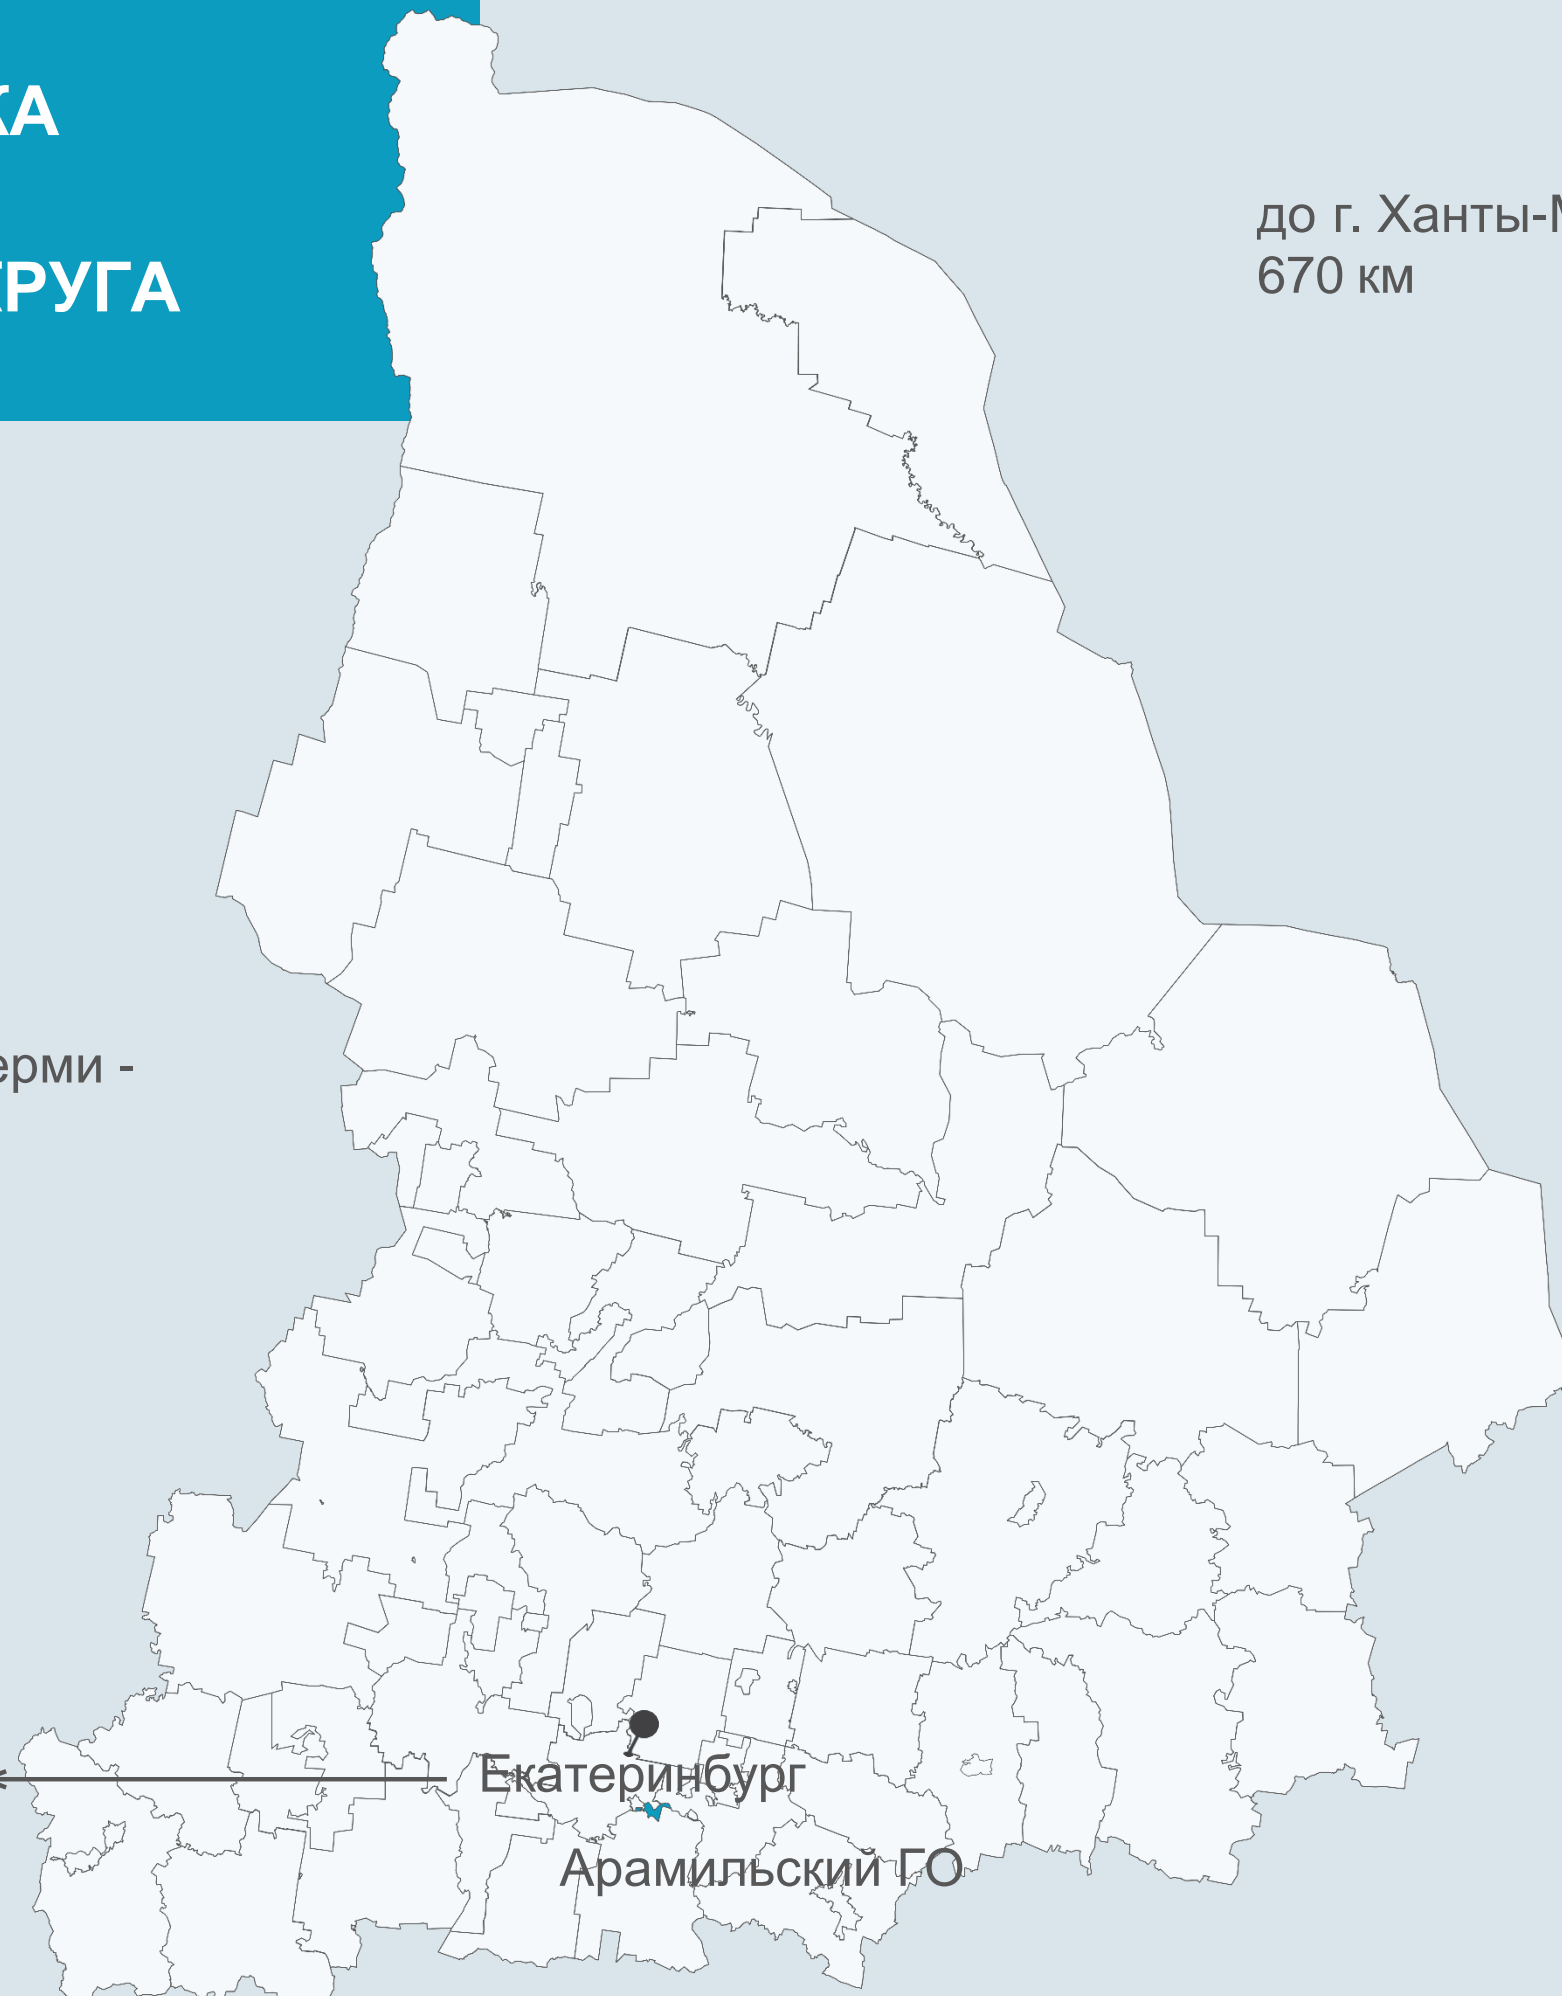 КА
РУГА
до г. Ханты-М
670 км
ерми -
Екатеринбург
Арамильский ГО